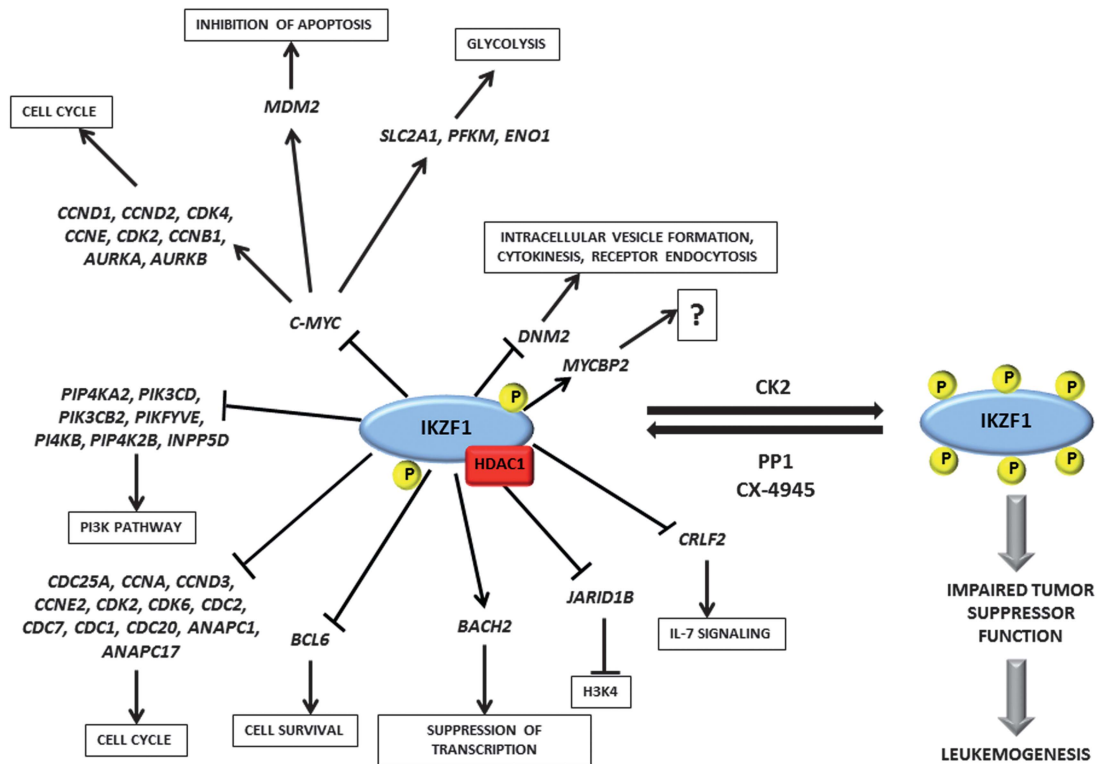 INHIBITION OF APOPTOSIS
GLYCOLYSIS
CELL CYCLE
MDM2
SLC2A1, PFKM, ENO1
CCND1, CCND2, CDK4,
CCNE, CDK2, CCNB1,
AURKA, AURKB
INTRACELLULAR VESICLE FORMATION,
CYTOKINESIS, RECEPTOR ENDOCYTOSIS
C-MYC
DNM2
?
MYCBP2
PIP4KA2, PIK3CD,
PIK3CB2, PIKFYVE,
PI4KB, PIP4K2B, INPP5D
PI3K PATHWAY
P
IKZF1
HDAC1
P
CK2
PP1
CX-4945
P
P
P
IKZF1
P
P
P
CDC25A, CCNA, CCND3,
CCNE2, CDK2, CDK6, CDC2,
CDC7, CDC1, CDC20, ANAPC1,
ANAPC17
CELL CYCLE
BCL6
CELL SURVIVAL
BACH2
SUPPRESSION OF
TRANSCRIPTION
JARID1B
H3K4
CRLF2
IL-7 SIGNALING
IMPAIRED TUMOR
SUPPRESSOR
FUNCTION
LEUKEMOGENESIS